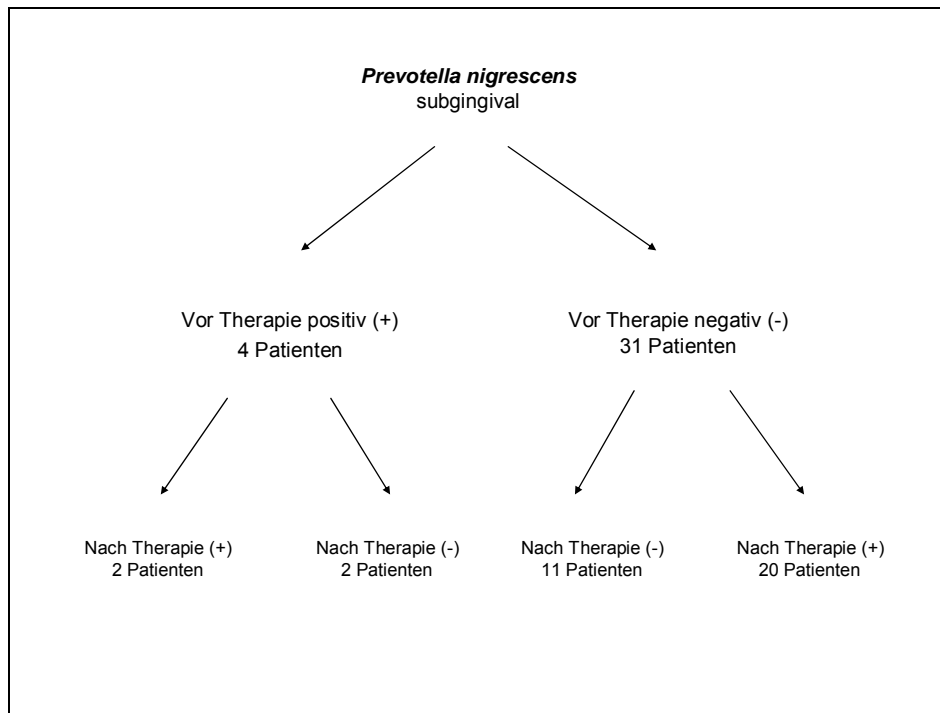 Prevotella nigrescens
subgingival
Vor Therapie positiv (+)
4 Patienten
Vor Therapie negativ (-)
31 Patienten
Nach Therapie (+)
2 Patienten
Nach Therapie (-)
2 Patienten
Nach Therapie (-)
11 Patienten
Nach Therapie (+)
20 Patienten